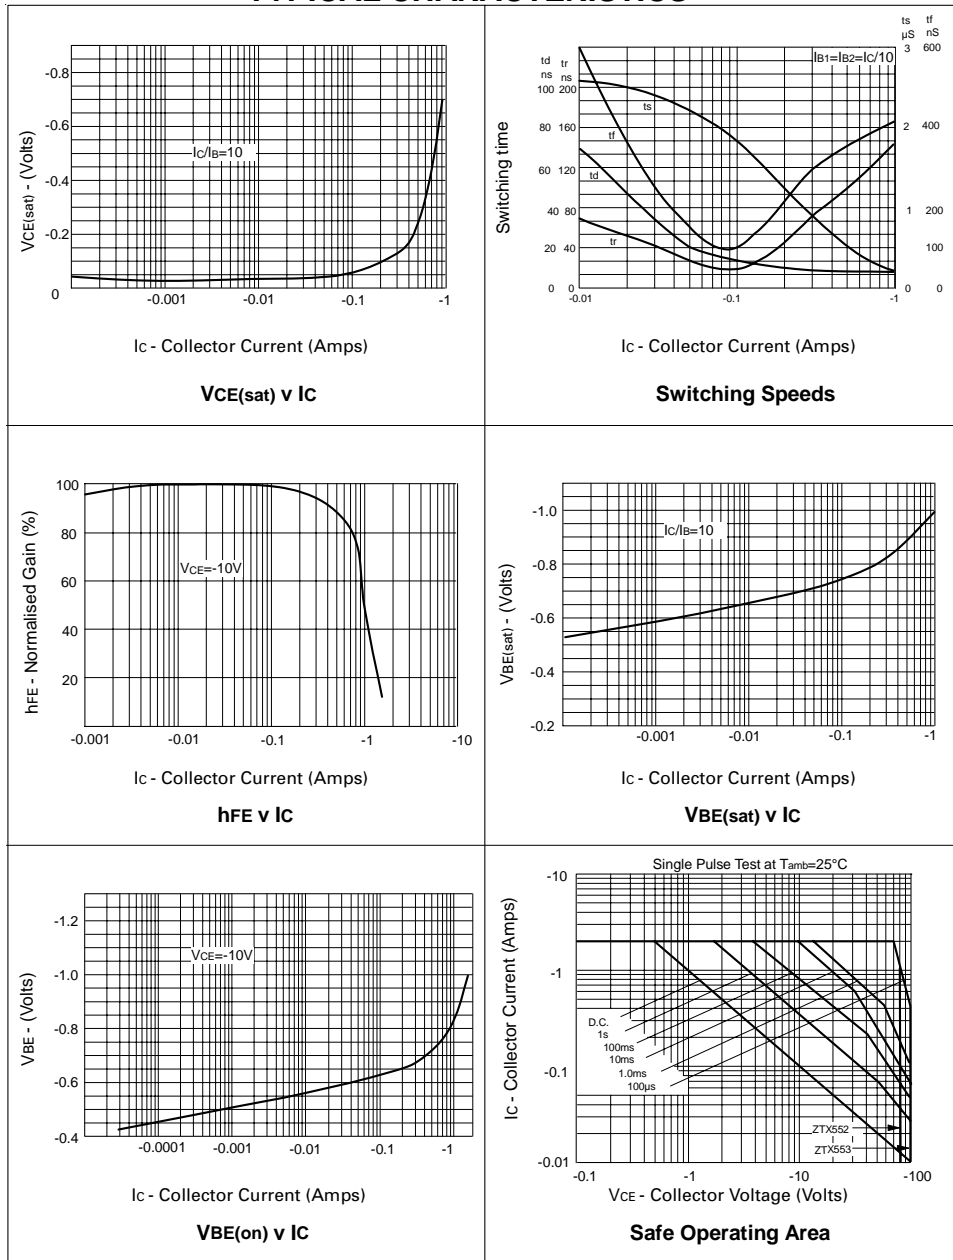 TYPICAL CHARACTERISTICS
-0.8
-0.6
-0.4
-0.2
0
VCE(sat) - (Volts)
IC/IB=10
-0.001 -0.01 -0.1 -1
IC - Collector Current (Amps)
VCE(sat) v IC
ts tf
µS nS
3 600
2 400
1 200
100
0 0
td tr
ns ns
100 200
80 160
60 120
40 80
20 40
0 0
Switching time
IB1=IB2=IC/10
ts
tf
td
tr
-0.01 -0.1 -1
IC - Collector Current (Amps)
Switching Speeds
100
80
60
40
20
hFE - Normalised Gain (%)
VCE=-10V
-0.001 -0.01 -0.1 -1 -10
IC - Collector Current (Amps)
hFE v IC
-1.0
-0.8
-0.6
-0.4
-0.2
VBE(sat) - (Volts)
IC/IB=10
-0.001 -0.01 -0.1 -1
IC - Collector Current (Amps)
VBE(sat) v IC
-1.2
-1.0
-0.8
-0.6
-0.4
VBE - (Volts)
VCE=-10V
-0.0001 -0.001 -0.01 -0.1 -1
IC - Collector Current (Amps)
VBE(on) v IC
Single Pulse Test at Tamb=25°C
-10
-1
-0.1
-0.01
IC - Collector Current (Amps)
D.C.
1s
100ms
10ms
1.0ms
100µs
ZTX552
ZTX553
-0.1 -1 -10 -100
VCE - Collector Voltage (Volts)
Safe Operating Area